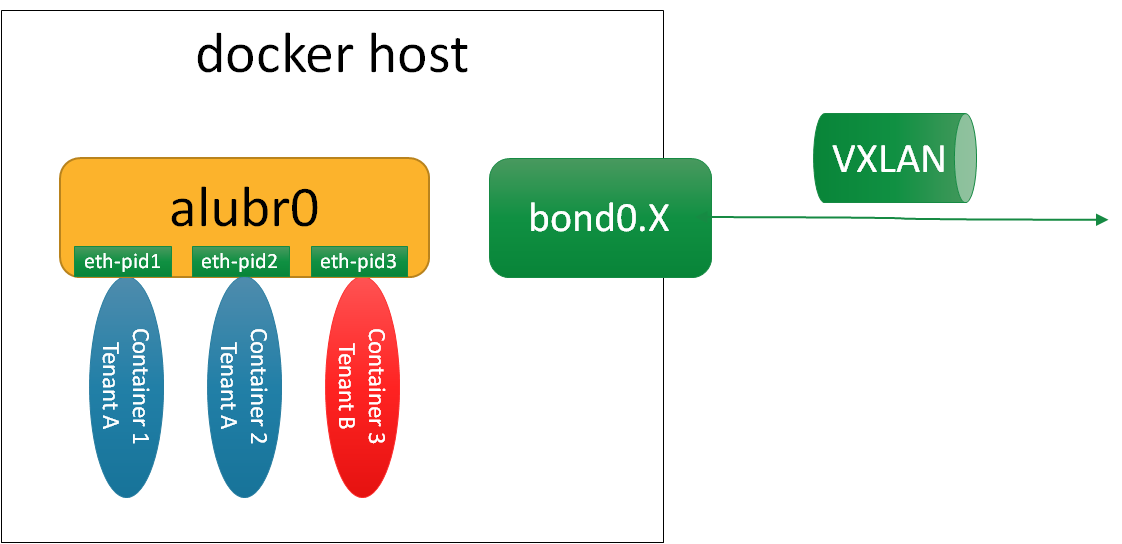 docker host
alubr0
eth-pid1
eth-pid2
eth-pid3
bond0.X
VXLAN
Container 1
Tenant A
Container 2
Tenant A
Container 3
Tenant B